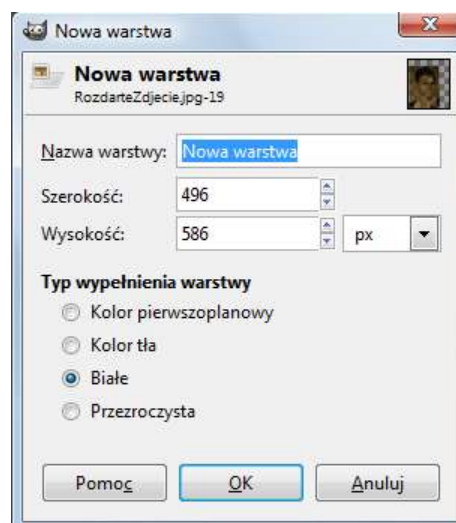 Nowa warstwa
Nowa warstwa
RozdarteZdjecie.jpg-19
Nazwa warstwy: Nowa warstwa
Szerokość: 496
Wysokość: 586 px
Typ wypełnienia warstwy
Kolor pierwszoplanowy
Kolor tła
Białe
Przezroczysta
Pomoc OK Anuluj